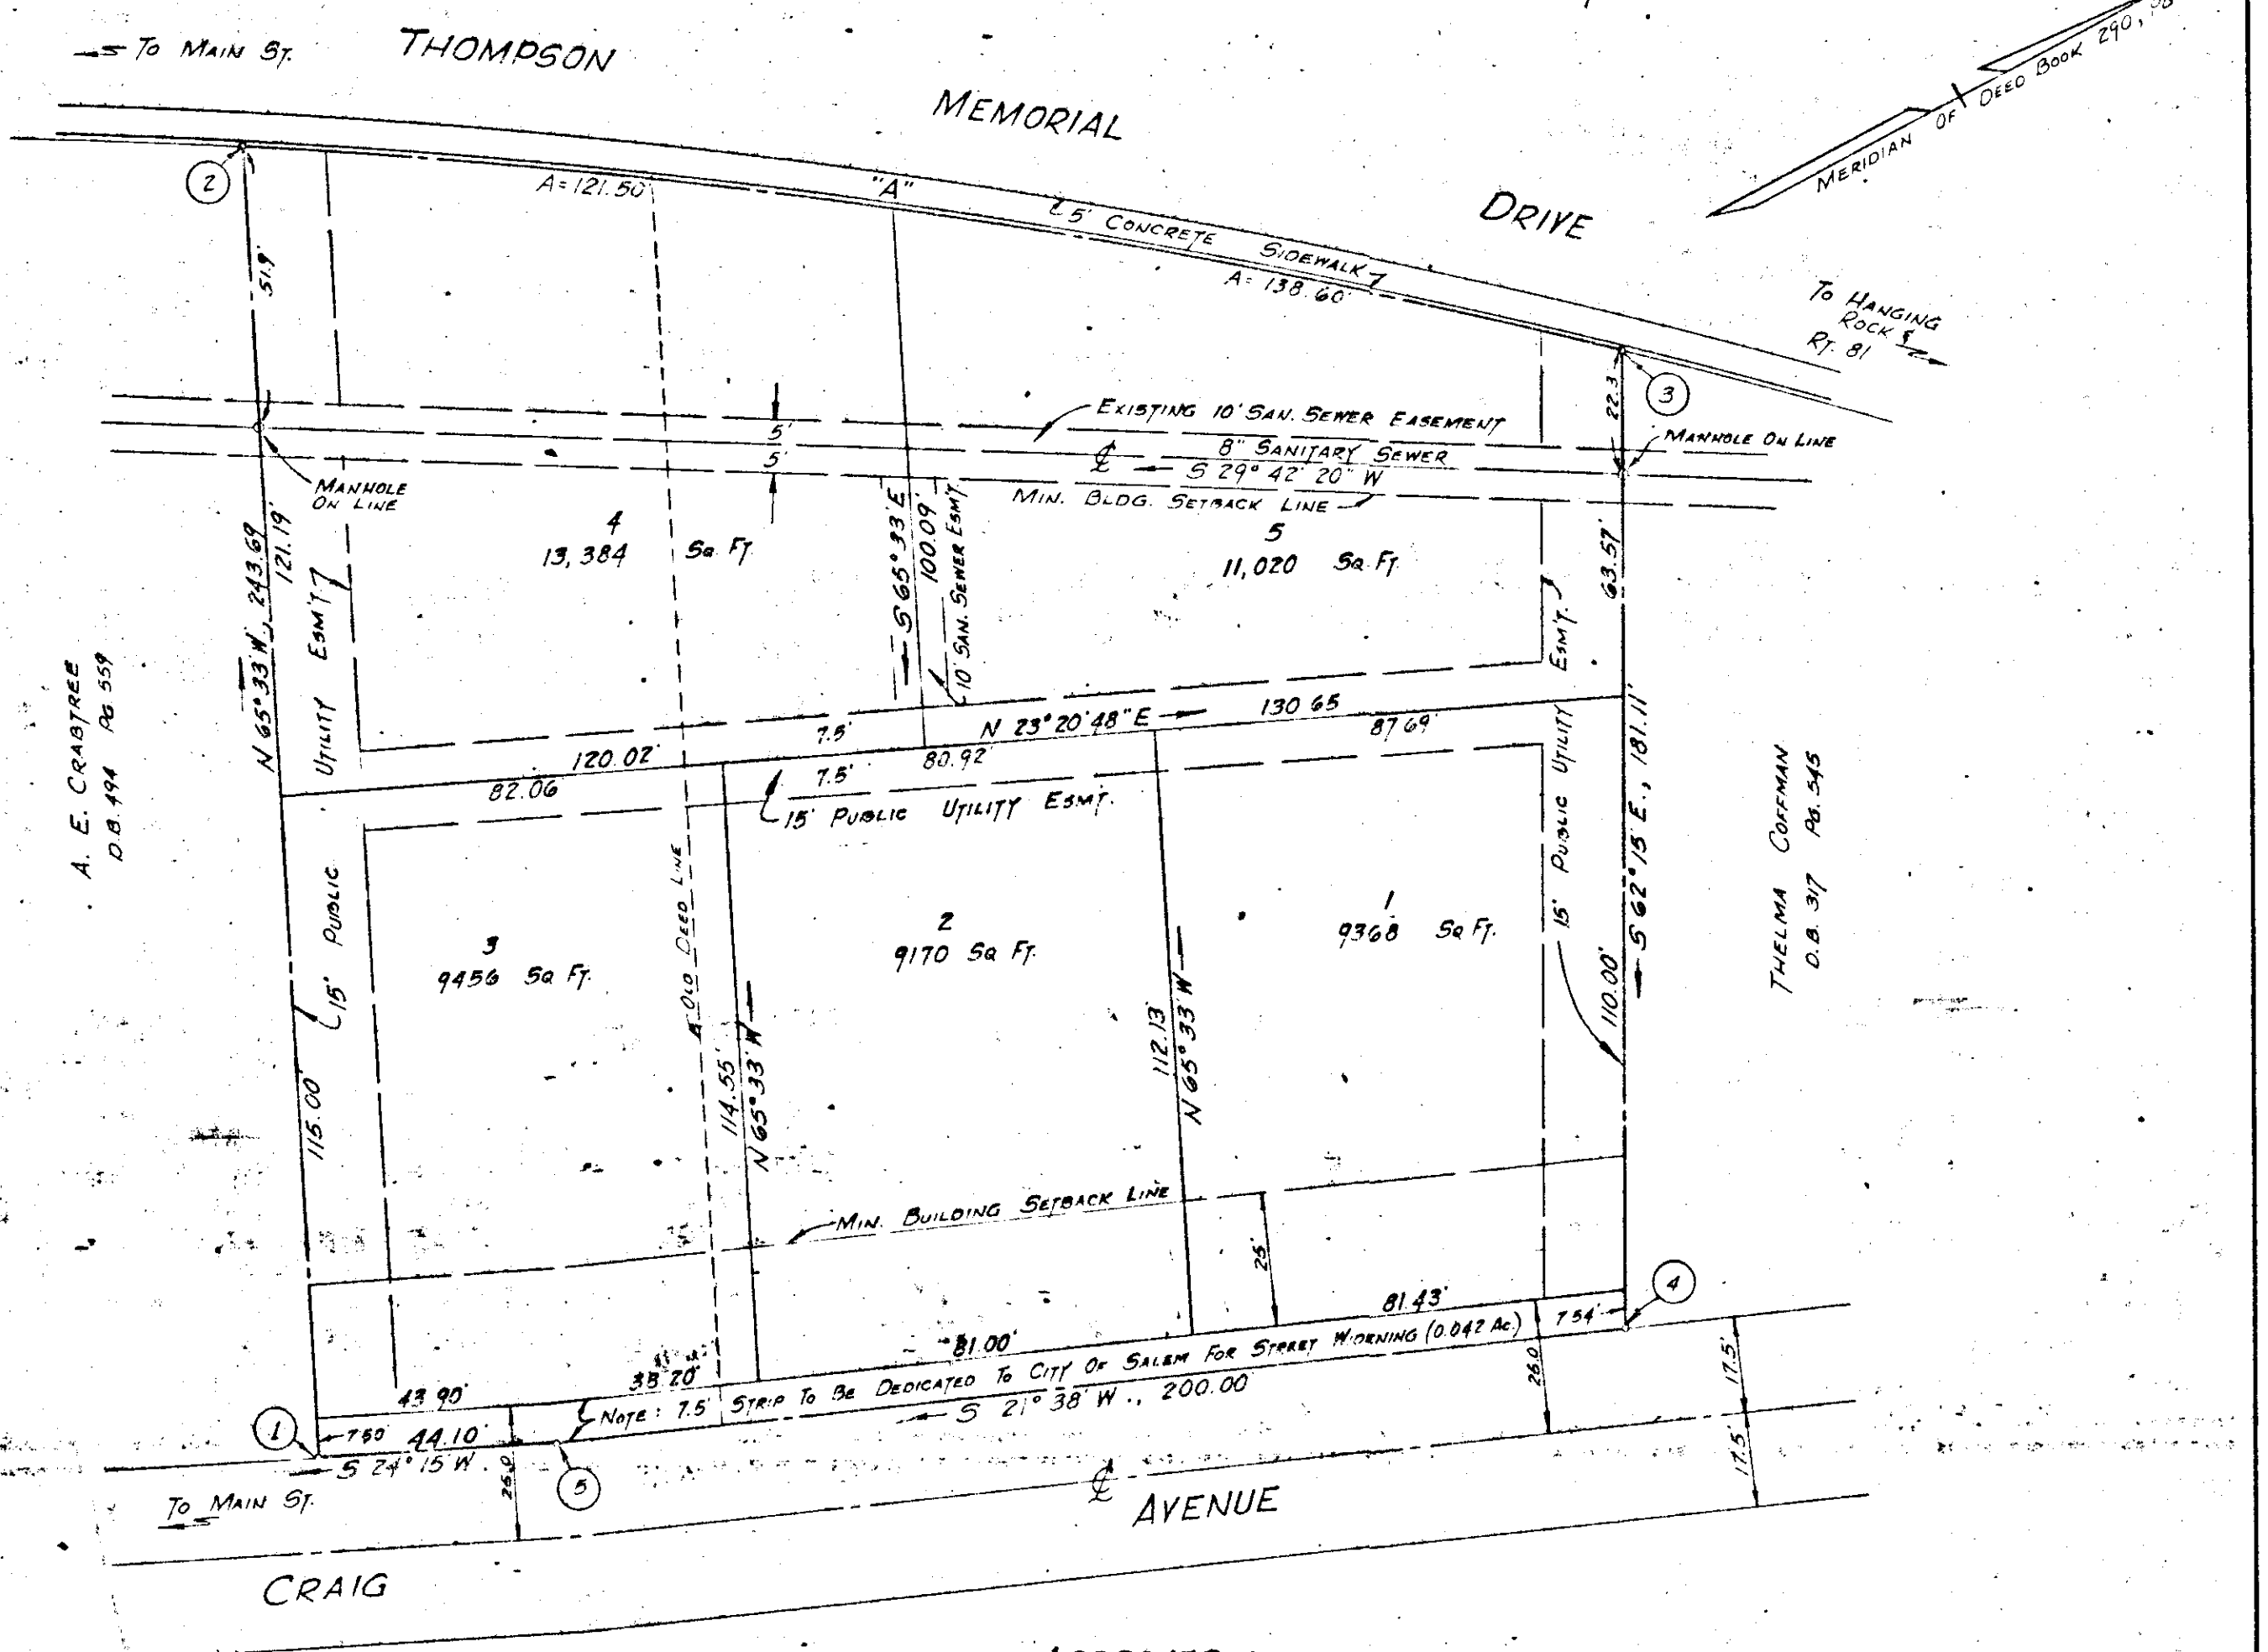 To MAIN ST.
THOMPSON
MEMORIAL
DRIVE
MERIDIAN OF DEED BOOK 290,
To HANGING
ROCK &
RT. 81
2
A=121.50'
"A"
5' CONCRETE SIDEWALK
A= 138.60'
3
51.9'
22.3
EXISTING 10' SAN. SEWER EASEMENT
8" SANITARY SEWER
℄ S 29° 42' 20" W
MIN. BLDG. SETBACK LINE
MANHOLE ON LINE
5'
5'
MANHOLE
ON LINE
4
13,384 SQ. FT.
S 65° 33' E
100.09'
10' SAN. SEWER ESM'T.
5
11,020 SQ. FT.
63.57'
N 65° 33' W., 243.69
121.19'
UTILITY ESM'T
ESM'T.
A. E. CRABTREE
D.B. 494 PG 559
120.02'
7.5'
N 23° 20' 48" E
130.65
82.06
7.5'
80.92'
87.69'
15' PUBLIC UTILITY ESMT.
15' PUBLIC UTILITY
S 62° 15' E., 181.11'
THELMA COFFMAN
D.B. 317 PG. 545
15' PUBLIC
OLD DEED LINE
3
9456 SQ FT.
2
9170 SQ FT.
1
9368 SQ FT.
115.00'
114.55'
N 65° 33' W
112.13'
N 65° 33' W
110.00'
MIN. BUILDING SETBACK LINE
25'
4
43.90'
38.20'
81.00'
81.43'
7.54'
NOTE: 7.5' STRIP TO BE DEDICATED TO CITY OF SALEM FOR STREET WIDENING (0.042 AC.)
1
7.50'
44.10'
S 24° 15' W.
S 21° 38' W., 200.00
5
25.0
25.0
17.5'
17.5'
To MAIN ST.
℄
AVENUE
CRAIG